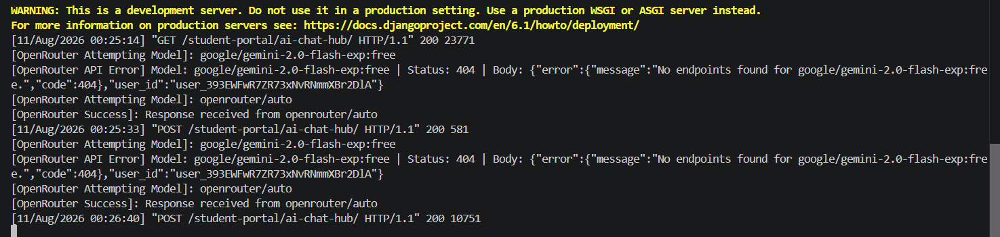 WARNING: This is a development server. Do not use it in a production setting. Use a production WSGI or ASGI server instead.
For more information on production servers see: https://docs.djangoproject.com/en/6.1/howto/deployment/
[11/Aug/2026 00:25:14] "GET /student-portal/ai-chat-hub/ HTTP/1.1" 200 23771
[OpenRouter Attempting Model]: google/gemini-2.0-flash-exp:free
[OpenRouter API Error] Model: google/gemini-2.0-flash-exp:free | Status: 404 | Body: {"error":{"message":"No endpoints found for google/gemini-2.0-flash-exp:fre
e.","code":404},"user_id":"user_393EWFwR7ZR73xNvRNmmXBr2DlA"}
[OpenRouter Attempting Model]: openrouter/auto
[OpenRouter Success]: Response received from openrouter/auto
[11/Aug/2026 00:25:33] "POST /student-portal/ai-chat-hub/ HTTP/1.1" 200 581
[OpenRouter Attempting Model]: google/gemini-2.0-flash-exp:free
[OpenRouter API Error] Model: google/gemini-2.0-flash-exp:free | Status: 404 | Body: {"error":{"message":"No endpoints found for google/gemini-2.0-flash-exp:fre
e.","code":404},"user_id":"user_393EWFwR7ZR73xNvRNmmXBr2DlA"}
[OpenRouter Attempting Model]: openrouter/auto
[OpenRouter Success]: Response received from openrouter/auto
[11/Aug/2026 00:26:40] "POST /student-portal/ai-chat-hub/ HTTP/1.1" 200 10751